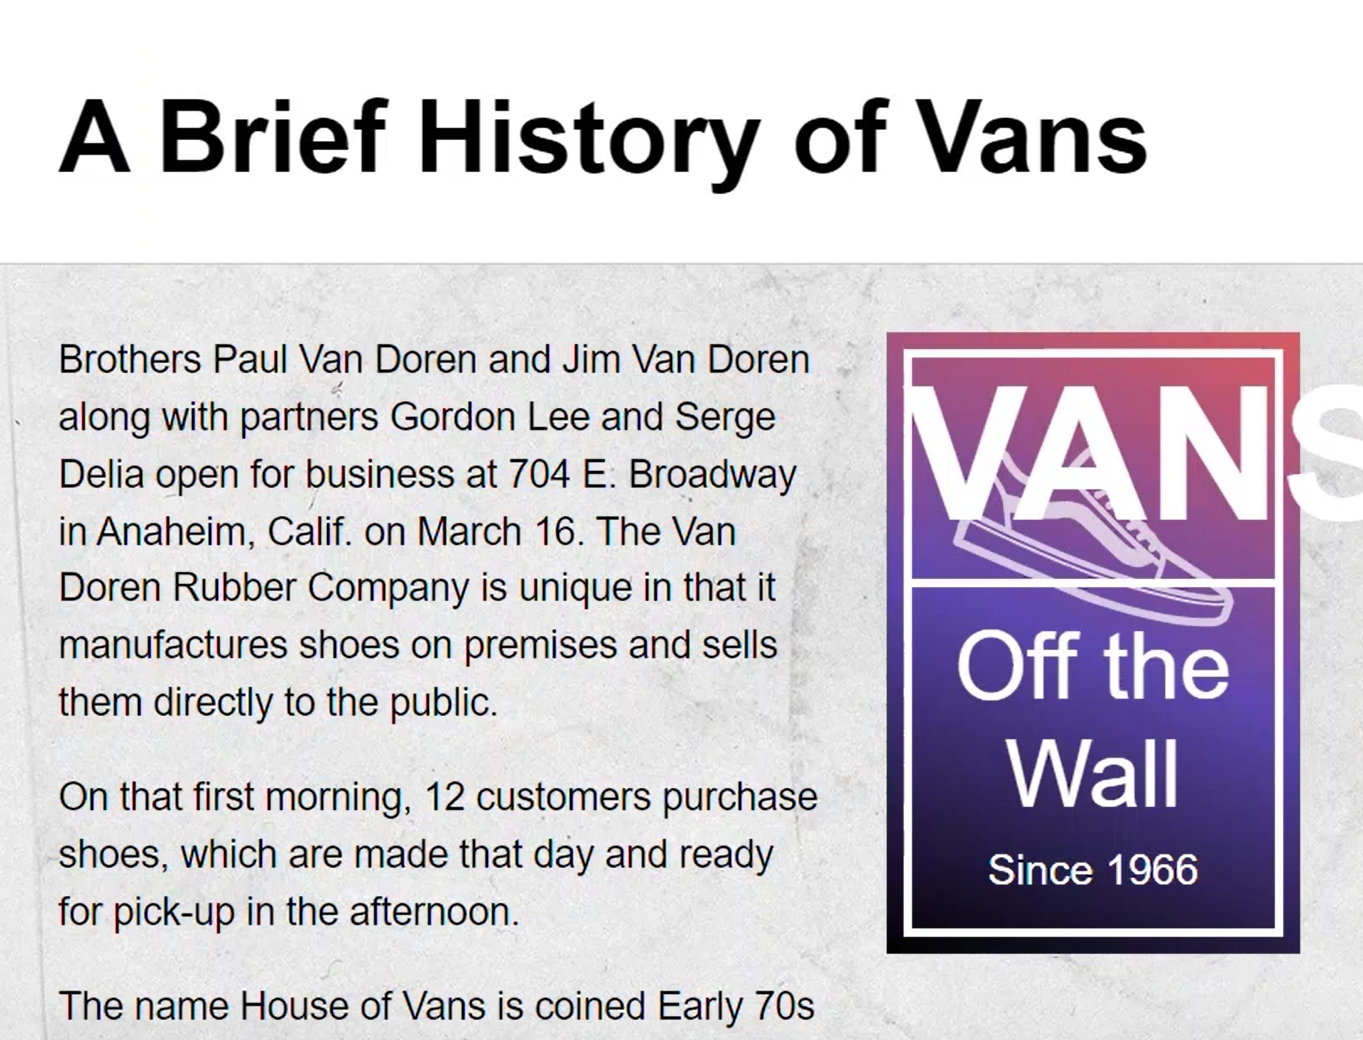 A Brief History of Vans
Brothers Paul Van Doren and Jim Van Doren
along with partners Gordon Lee and Serge
Delia open for business at 704 E. Broadway
in Anaheim, Calif. on March 16. The Van
Doren Rubber Company is unique in that it
manufactures shoes on premises and sells
them directly to the public.
On that first morning, 12 customers purchase
shoes, which are made that day and ready
for pick-up in the afternoon.
The name House of Vans is coined Early 70s
VANS
Off the
Wall
Since 1966